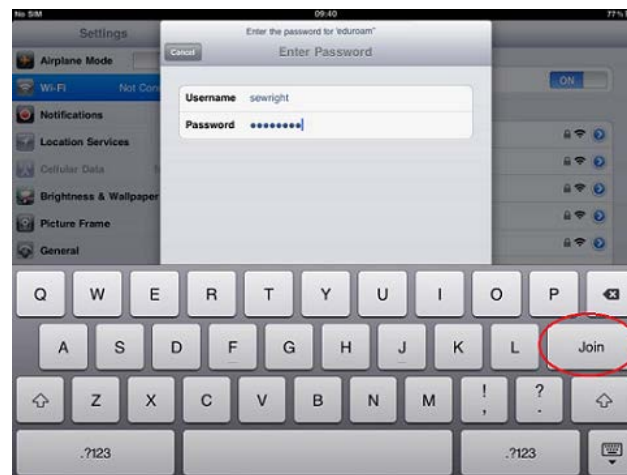 No SIM 09:40 77%
Settings
Enter the password for "eduroam"
Cancel Enter Password
Airplane Mode
Wi-Fi Not Con
ON
Notifications
Username sewright
Password ••••••••
Location Services
Cellular Data
Brightness & Wallpaper
Picture Frame
General
Q W E R T Y U I O P
A S D F G H J K L Join
Z X C V B N M ! , ? .
.?123 .?123